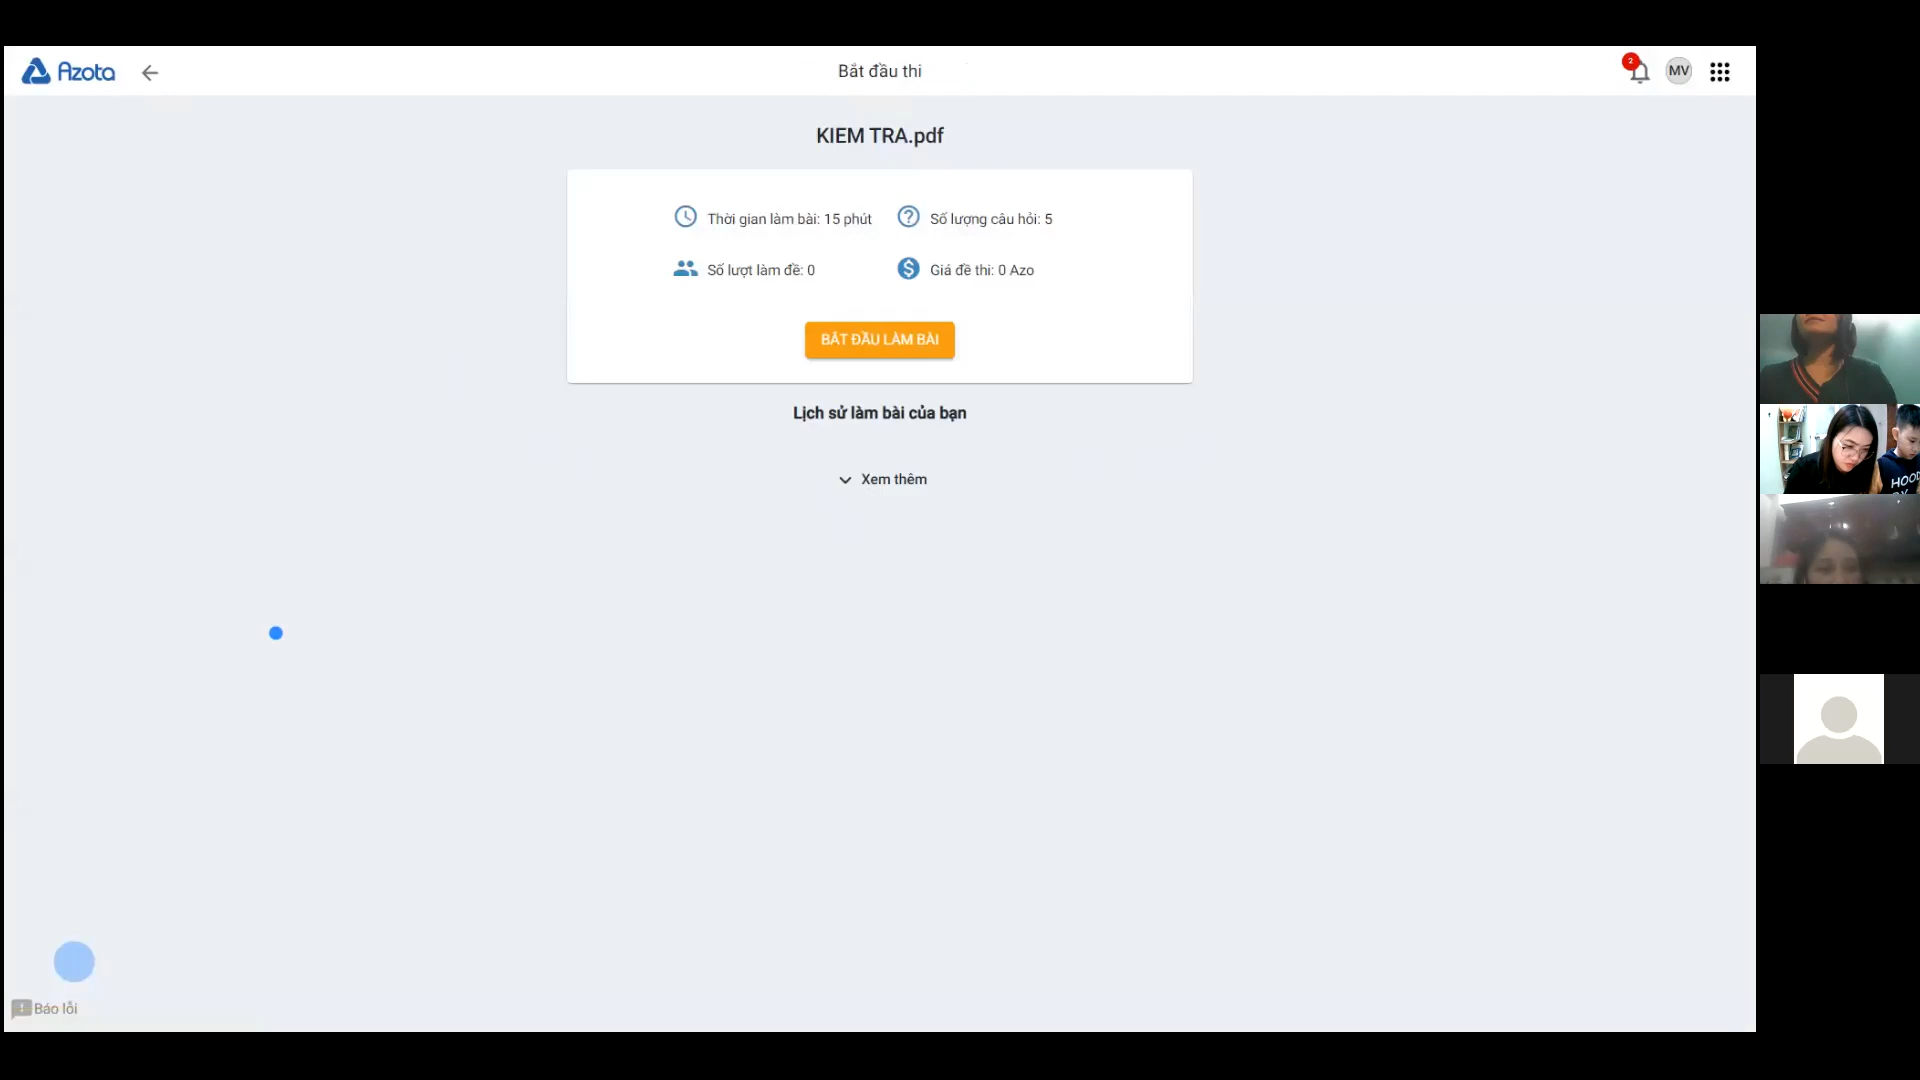 Azota
Bắt đầu thi
2
MV
KIEM TRA.pdf
Thời gian làm bài: 15 phút
Số lượng câu hỏi: 5
Số lượt làm đề: 0
Giá đề thi: 0 Azo
BẮT ĐẦU LÀM BÀI
Lịch sử làm bài của bạn
Xem thêm
HOOD
Báo lỗi